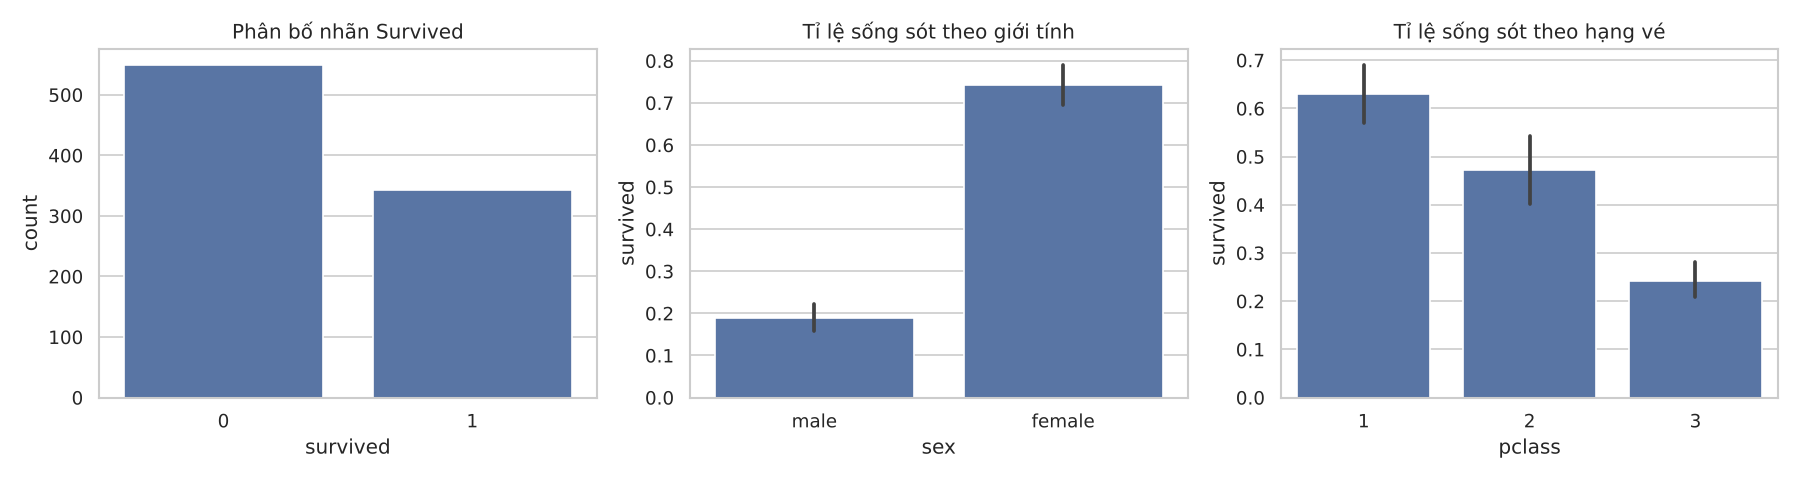 Phân bố nhãn Survived
500
400
300
200
100
0
count
0
1
survived
Tỉ lệ sống sót theo giới tính
0.8
0.7
0.6
0.5
0.4
0.3
0.2
0.1
0.0
survived
male
female
sex
Tỉ lệ sống sót theo hạng vé
0.7
0.6
0.5
0.4
0.3
0.2
0.1
0.0
survived
1
2
3
pclass